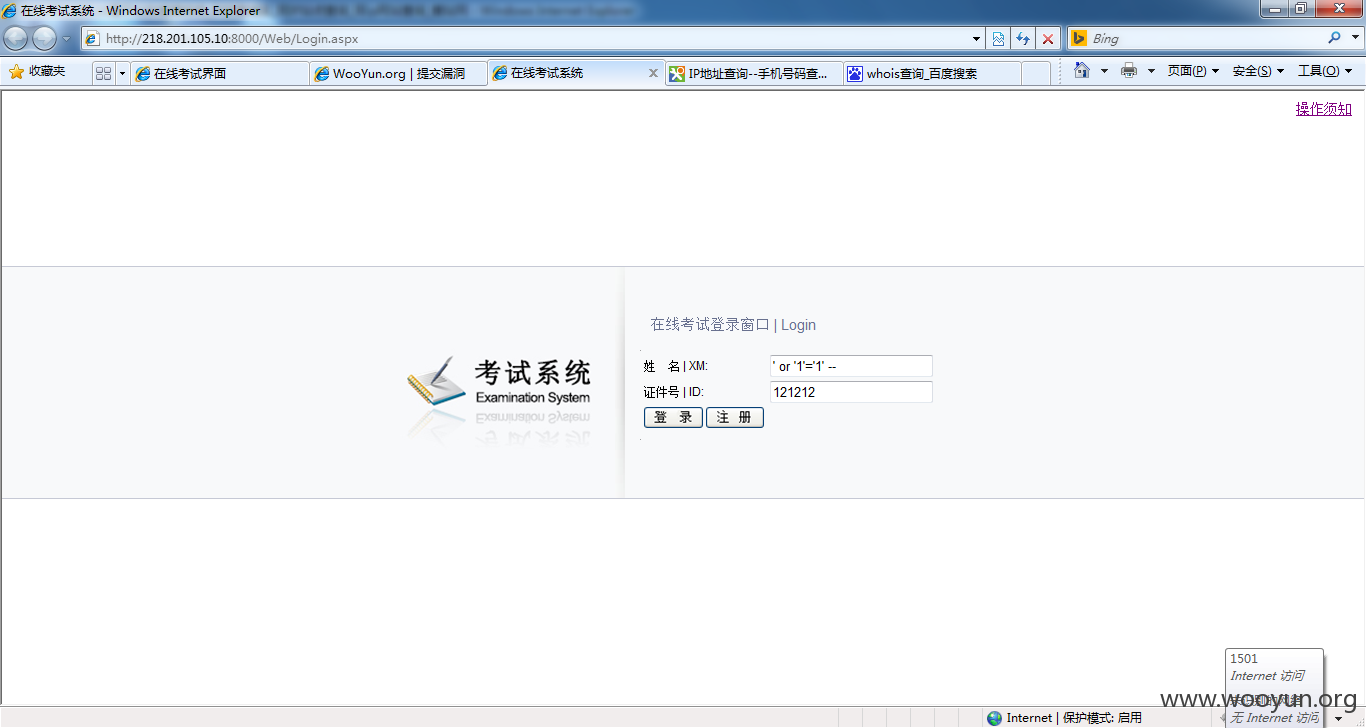 在线考试系统 - Windows Internet Explorer
http://218.201.105.10:8000/Web/Login.aspx
Bing
收藏夹
在线考试界面
WooYun.org | 提交漏洞
在线考试系统
IP地址查询--手机号码查...
whois查询_百度搜索
页面(P)
安全(S)
工具(O)
操作须知
在线考试登录窗口 | Login
考试系统
Examination System
姓 名 | XM:
' or '1'='1' --
证件号 | ID:
121212
登 录
注 册
1501
Internet 访问
无 Internet 访问
www.wooyun.org
Internet | 保护模式: 启用